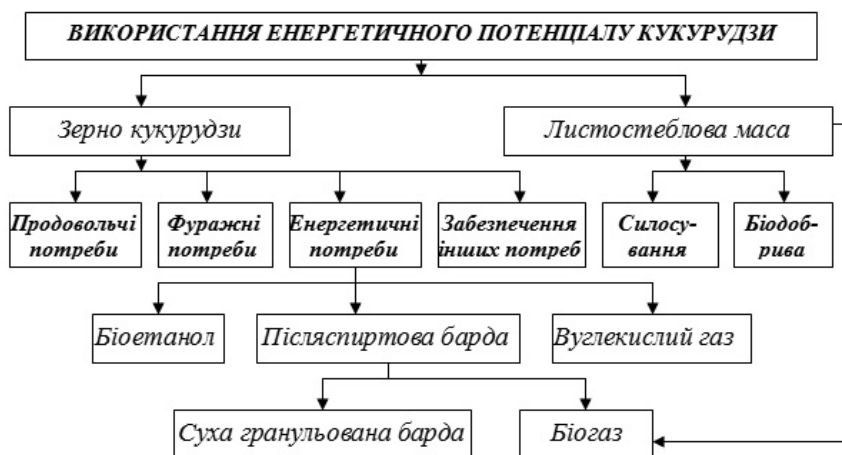 ВИКОРИСТАННЯ ЕНЕРГЕТИЧНОГО ПОТЕНЦІАЛУ КУКУРУДЗИ
Зерно кукурудзи
Листостеблова маса
Продовольчі
потреби
Фуражні
потреби
Енергетичні
потреби
Забезпечення
інших потреб
Силосу-
вання
Біодоб-
рива
Біоетанол
Післяспиртова барда
Вуглекислий газ
Суха гранульована барда
Біогаз